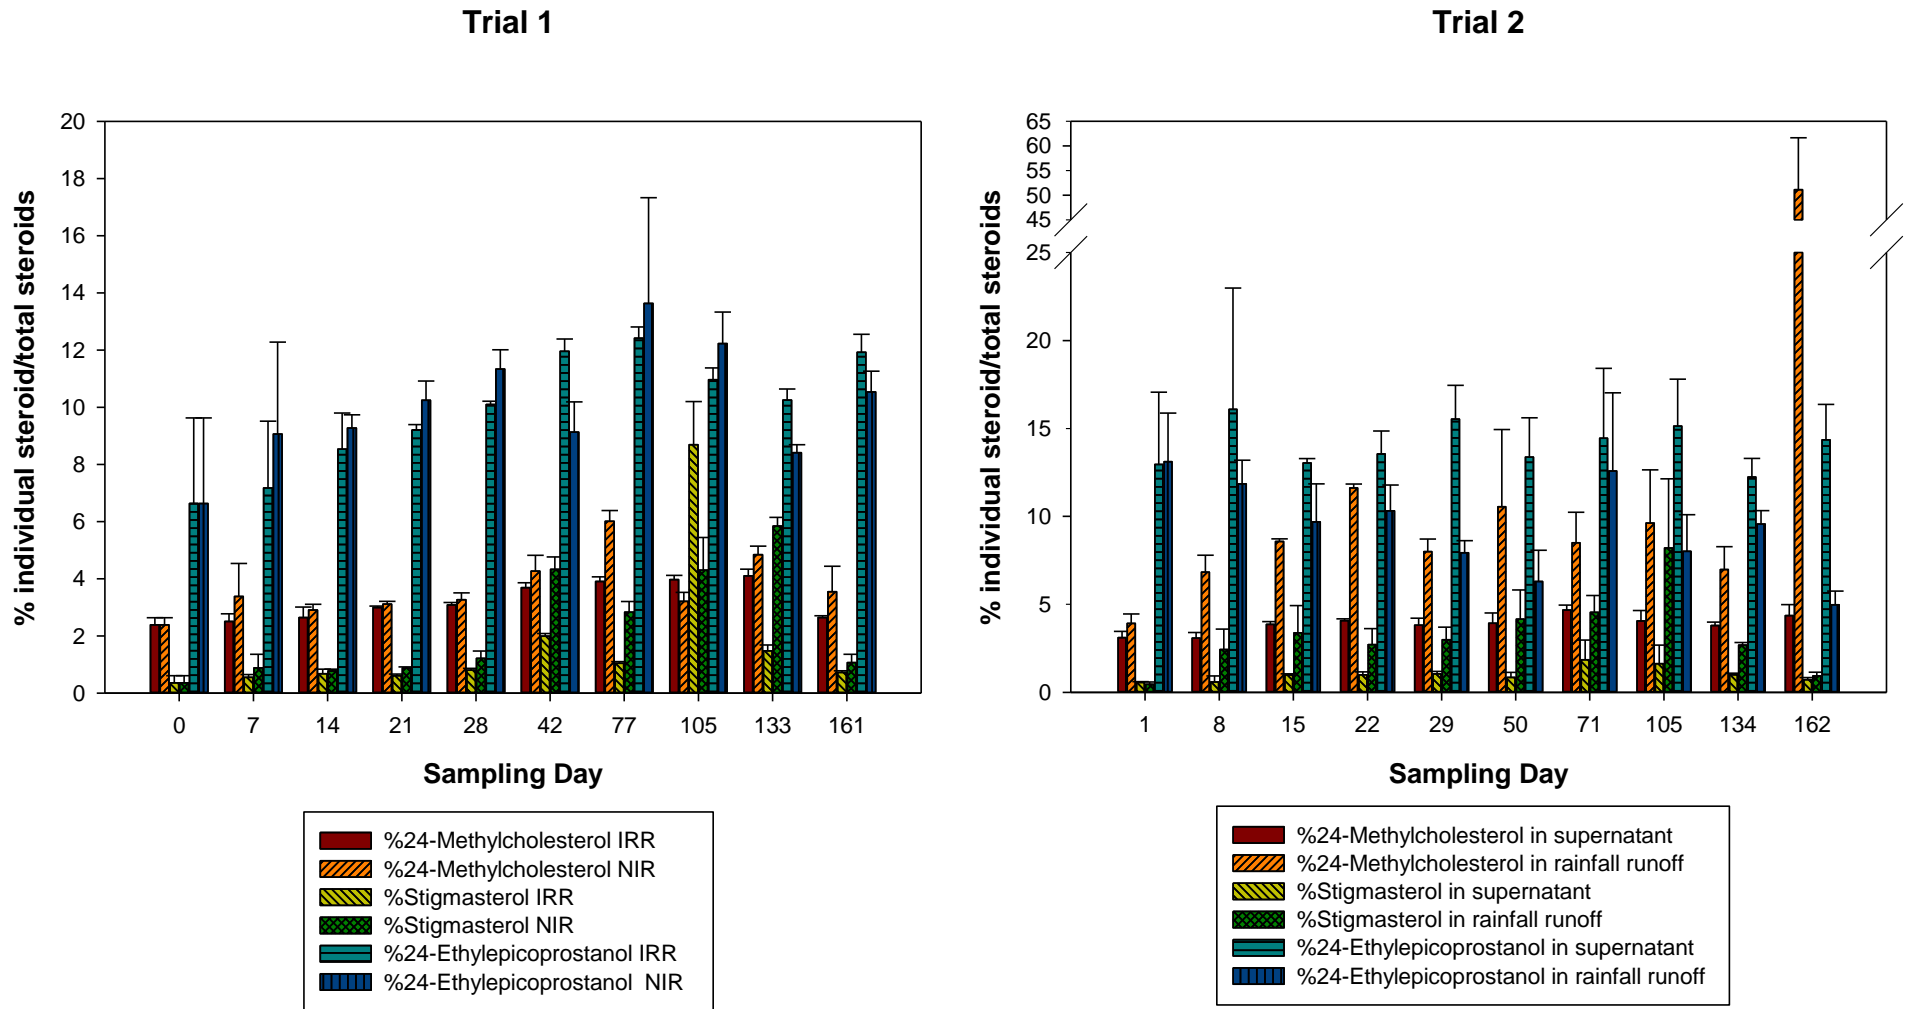 Trial 1
Trial 2
% individual steroid/total steroids
20
18
16
14
12
10
8
6
4
2
0
0 7 14 21 28 42 77 105 133 161
Sampling Day
%24-Methylcholesterol IRR
%24-Methylcholesterol NIR
%Stigmasterol IRR
%Stigmasterol NIR
%24-Ethylepicoprostanol IRR
%24-Ethylepicoprostanol NIR
% individual steroid/total steroids
65
60
55
50
45
25
20
15
10
5
0
1 8 15 22 29 50 71 105 134 162
Sampling Day
%24-Methylcholesterol in supernatant
%24-Methylcholesterol in rainfall runoff
%Stigmasterol in supernatant
%Stigmasterol in rainfall runoff
%24-Ethylepicoprostanol in supernatant
%24-Ethylepicoprostanol in rainfall runoff